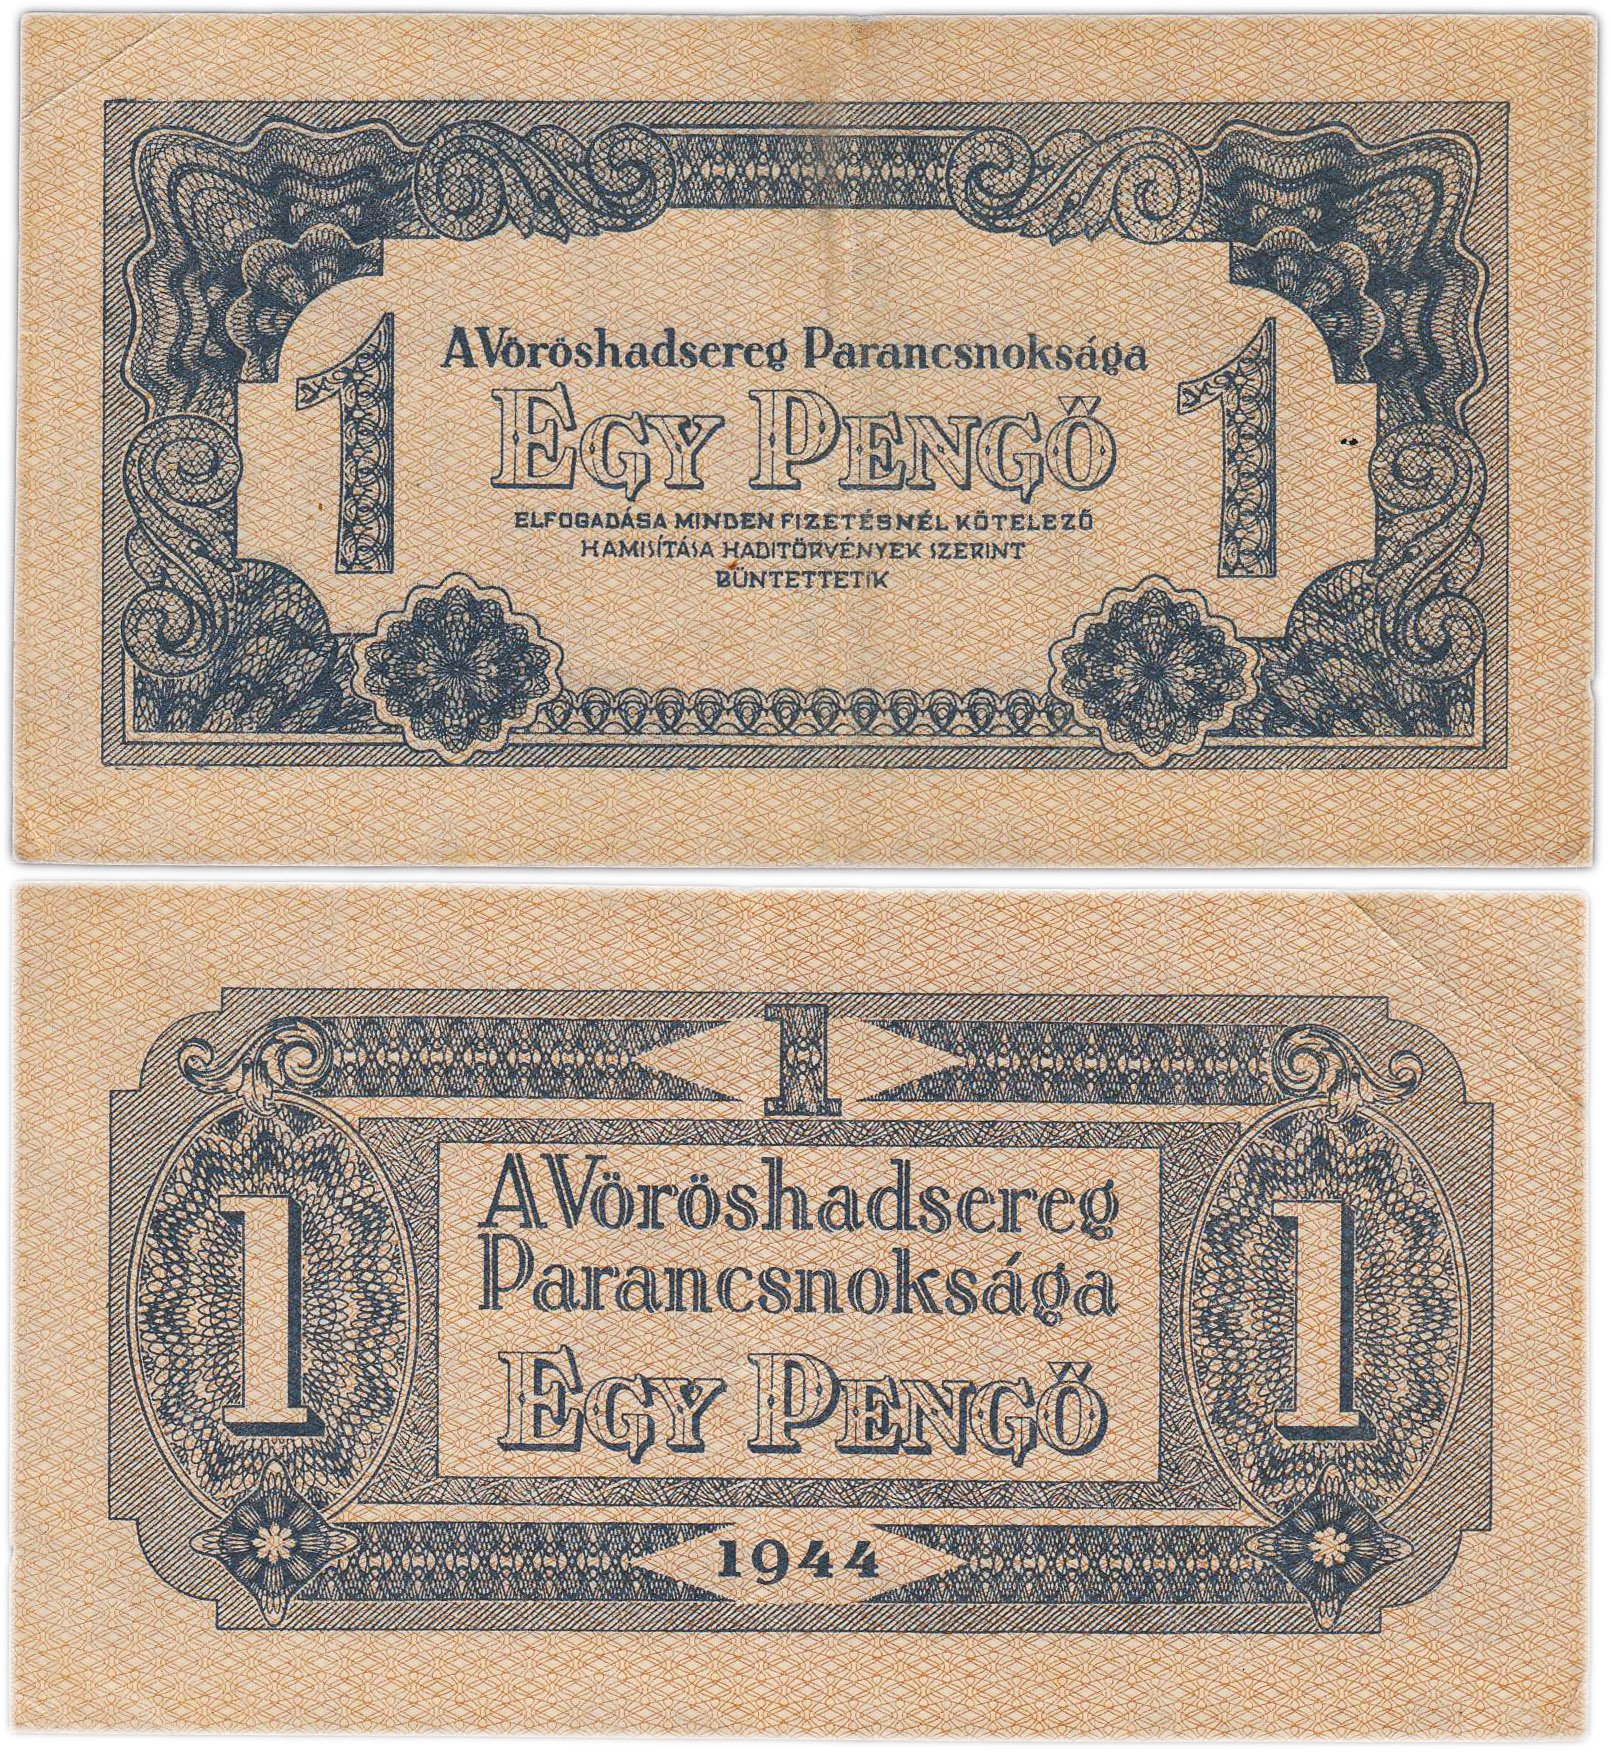 A Vöröshadsereg Parancsnoksága
1 EGY PENGŐ 1
ELFOGADÁSA MINDEN FIZETÉSNÉL KÖTELEZŐ
HAMISÍTÁSA HADITÖRVÉNYEK SZERINT
BÜNTETTETIK
1
A Vöröshadsereg
Parancsnoksága
1 EGY PENGŐ 1
1944